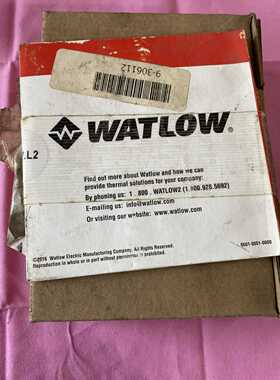 9-306112
WATLOW®
L2
Find out more about Watlow and how we can
provide thermal solutions for your company:
By phoning us: 1 . 800 . WATLOW2 (1.800.928.5692)
E-mailing us: info@watlow.com
Or visiting our website: www.watlow.com
©2016 Watlow Electric Manufacturing Company. All Rights Reserved.
Reproduction in whole or in part without permission is prohibited.
0601-0001-0000